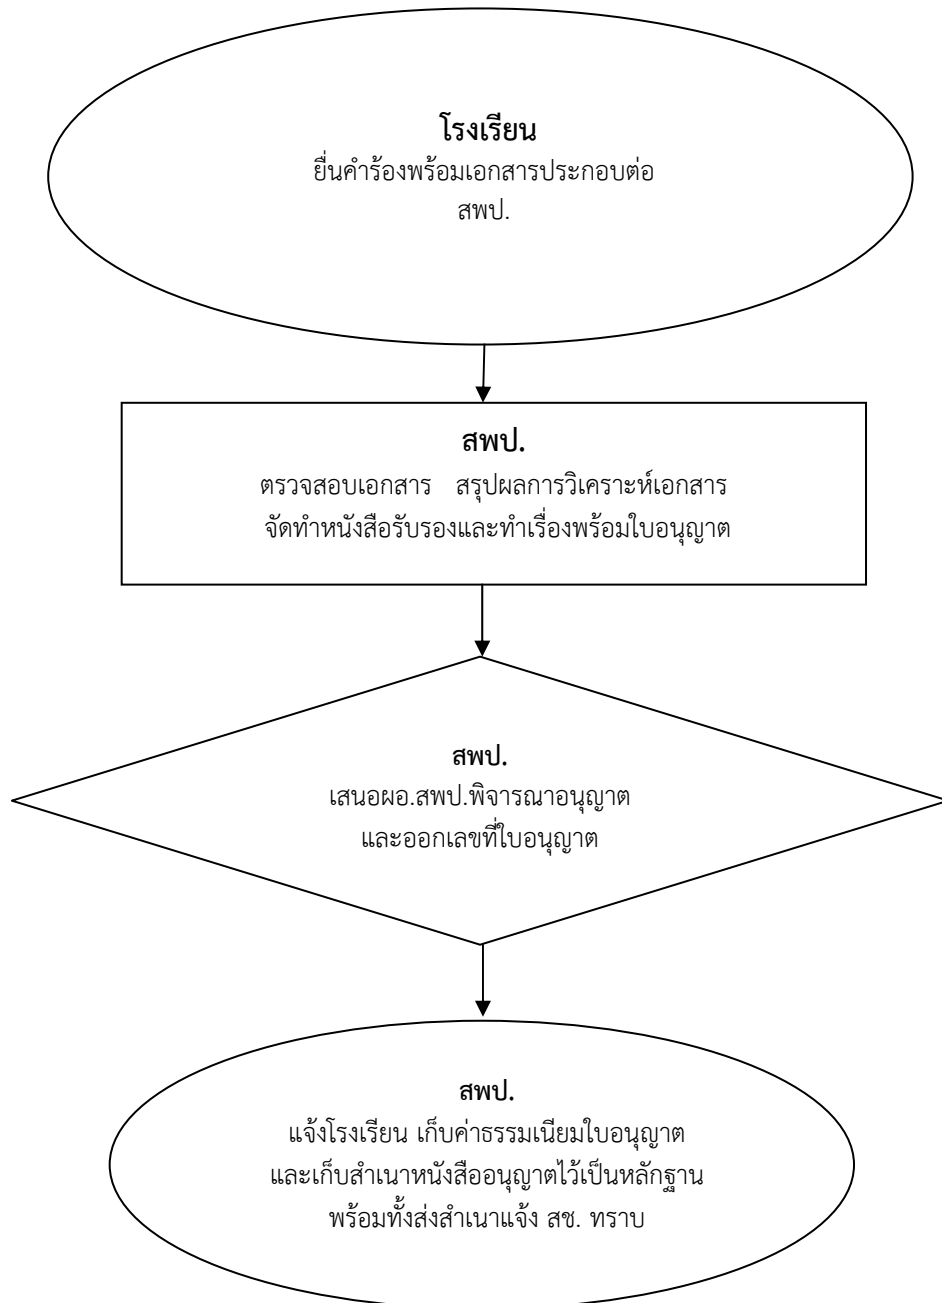 โรงเรียน
ยื่นคำร้องพร้อมเอกสารประกอบต่อ
สพป.
สพป.
ตรวจสอบเอกสาร สรุปผลการวิเคราะห์เอกสาร
จัดทำหนังสือรับรองและทำเรื่องพร้อมใบอนุญาต
สพป.
เสนอผอ.สพป.พิจารณาอนุญาต
และออกเลขที่ใบอนุญาต
สพป.
แจ้งโรงเรียน เก็บค่าธรรมเนียมใบอนุญาต
และเก็บสำเนาหนังสืออนุญาตไว้เป็นหลักฐาน
พร้อมทั้งส่งสำเนาแจ้ง สช. ทราบ